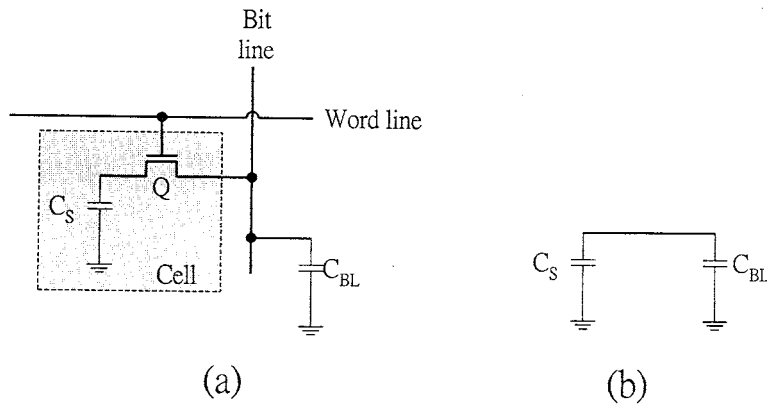 Bit
line
Word line
Q
C_S
Cell
C_BL
C_S
C_BL
(a)
(b)